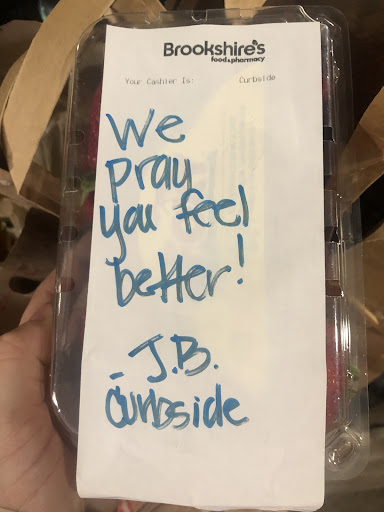 Brookshire's
food & pharmacy
Your Cashier Is: Curbside
We
pray
you feel
better!
- J.B.
Curbside